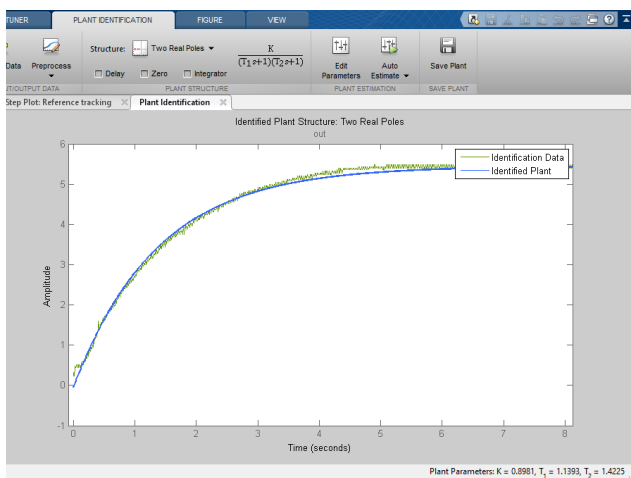 TUNER PLANT IDENTIFICATION FIGURE VIEW
Structure: Two Real Poles
K
(T1s+1)(T2s+1)
Data Preprocess
Delay Zero Integrator
Edit Parameters
Auto Estimate
Save Plant
UT/OUTPUT DATA PLANT STRUCTURE PLANT ESTIMATION SAVE PLANT
Step Plot: Reference tracking Plant Identification
Identified Plant Structure: Two Real Poles
out
Identification Data
Identified Plant
6
5
4
3
2
1
0
-1
Amplitude
0 1 2 3 4 5 6 7 8
Time (seconds)
Plant Parameters: K = 0.8981, T1 = 1.1393, T2 = 1.4225